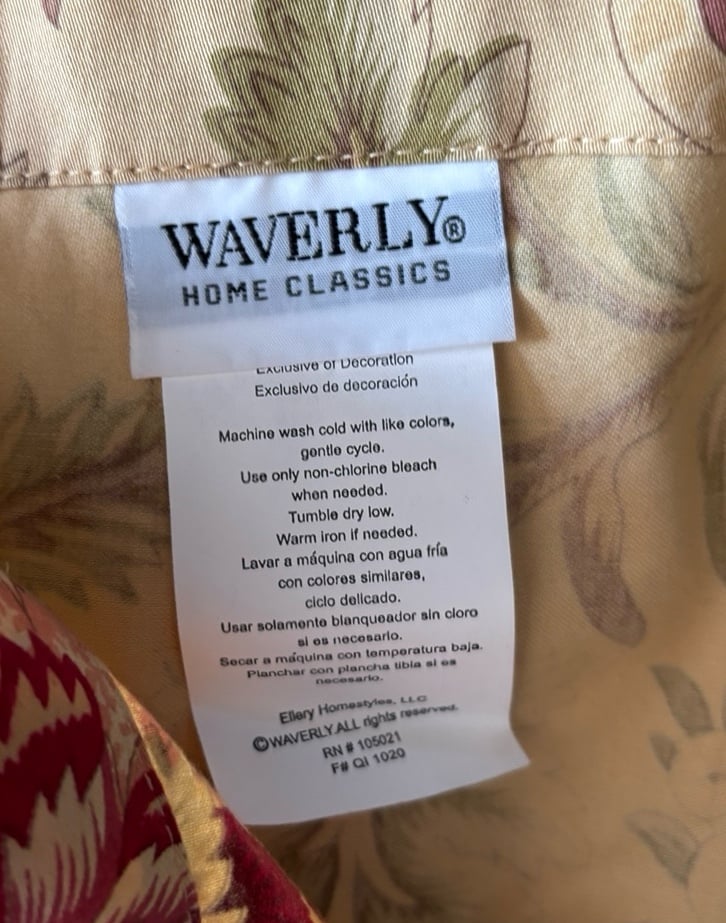 WAVERLY®
HOME CLASSICS
Exclusive of Decoration
Exclusivo de decoración
Machine wash cold with like colors,
gentle cycle.
Use only non-chlorine bleach
when needed.
Tumble dry low.
Warm iron if needed.
Lavar a máquina con agua fría
con colores similares,
ciclo delicado.
Usar solamente blanqueador sin cloro
si es necesario.
Secar a máquina con temperatura baja.
Planchar con plancha tibia si es
necesario.
Ellery Homestyles, LLC
©WAVERLY.ALL rights reserved.
RN # 105021
F# QI 1020